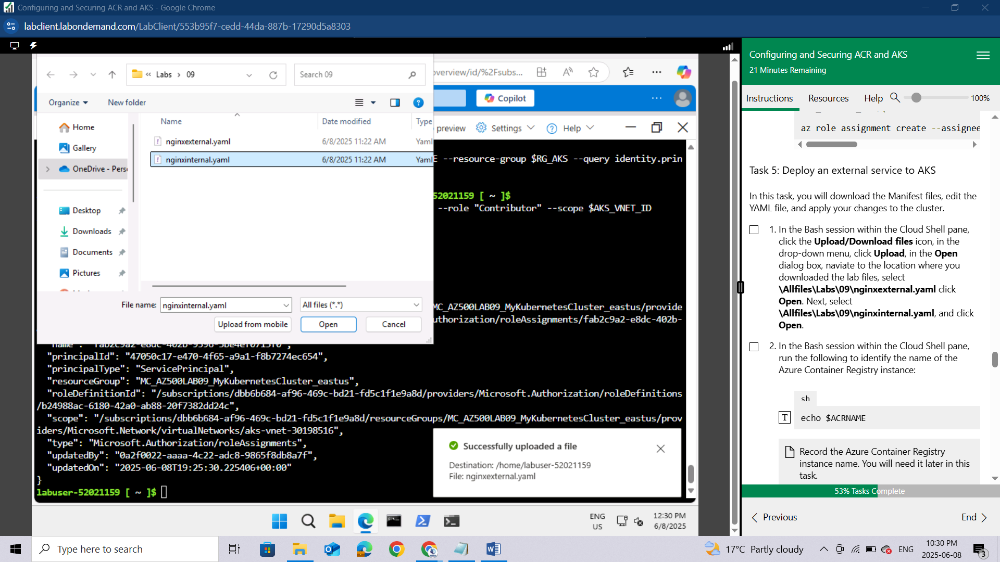 Configuring and Securing ACR and AKS - Google Chrome
labclient.labondemand.com/LabClient/553b95f7-cedd-44da-887b-17290d5a8303
Labs
09
Search 09
Organize
New folder
Name
Date modified
Type
nginxexternal.yaml
6/8/2025 11:22 AM
Yaml
nginxinternal.yaml
6/8/2025 11:22 AM
Yaml
Home
Gallery
OneDrive - Pers
Desktop
Downloads
Documents
Pictures
File name:
nginxinternal.yaml
All files (*.*)
Upload from mobile
Open
Cancel
overview/id/%2Fsubs...
Copilot
preview
Settings
Help
E --resource-group $RG_AKS --query identity.prin
52021159 [ ~ ]$
--role "Contributor" --scope $AKS_VNET_ID
MC_AZ500LAB09_MyKubernetesCluster_eastus/provide
uthorization/roleAssignments/fab2c9a2-e8dc-402b-
"principalId": "47050c17-e470-4f65-a9a1-f8b7274ec654",
"principalType": "ServicePrincipal",
"resourceGroup": "MC_AZ500LAB09_MyKubernetesCluster_eastus",
"roleDefinitionId": "/subscriptions/dbb6b684-af96-469c-bd21-fd5c1f1e9a8d/providers/Microsoft.Authorization/roleDefinitions
/b24988ac-6180-42a0-ab88-20f7382dd24c",
"scope": "/subscriptions/dbb6b684-af96-469c-bd21-fd5c1f1e9a8d/resourceGroups/MC_AZ500LAB09_MyKubernetesCluster_eastus/prov
iders/Microsoft.Network/virtualNetworks/aks-vnet-30198516",
"type": "Microsoft.Authorization/roleAssignments",
"updatedBy": "0a2f0022-aaaa-4c22-adc8-9865f8db8a7f",
"updatedOn": "2025-06-08T19:25:30.225406+00:00"
}
labuser-52021159 [ ~ ]$
Successfully uploaded a file
Destination: /home/labuser-52021159
File: nginxexternal.yaml
ENG
US
12:30 PM
6/8/2025
Configuring and Securing ACR and AKS
21 Minutes Remaining
Instructions
Resources
Help
100%
az role assignment create --assignee
Task 5: Deploy an external service to AKS
In this task, you will download the Manifest files, edit the
YAML file, and apply your changes to the cluster.
1. In the Bash session within the Cloud Shell pane,
click the Upload/Download files icon, in the
drop-down menu, click Upload, in the Open
dialog box, naviate to the location where you
downloaded the lab files, select
\Allfiles\Labs\09\nginxexternal.yaml click
Open. Next, select
\Allfiles\Labs\09\nginxinternal.yaml, and click
Open.
2. In the Bash session within the Cloud Shell pane,
run the following to identify the name of the
Azure Container Registry instance:
sh
T
echo $ACRNAME
Record the Azure Container Registry
instance name. You will need it later in this
task.
53% Tasks Complete
Previous
End
Type here to search
17°C Partly cloudy
ENG
10:30 PM
2025-06-08
3